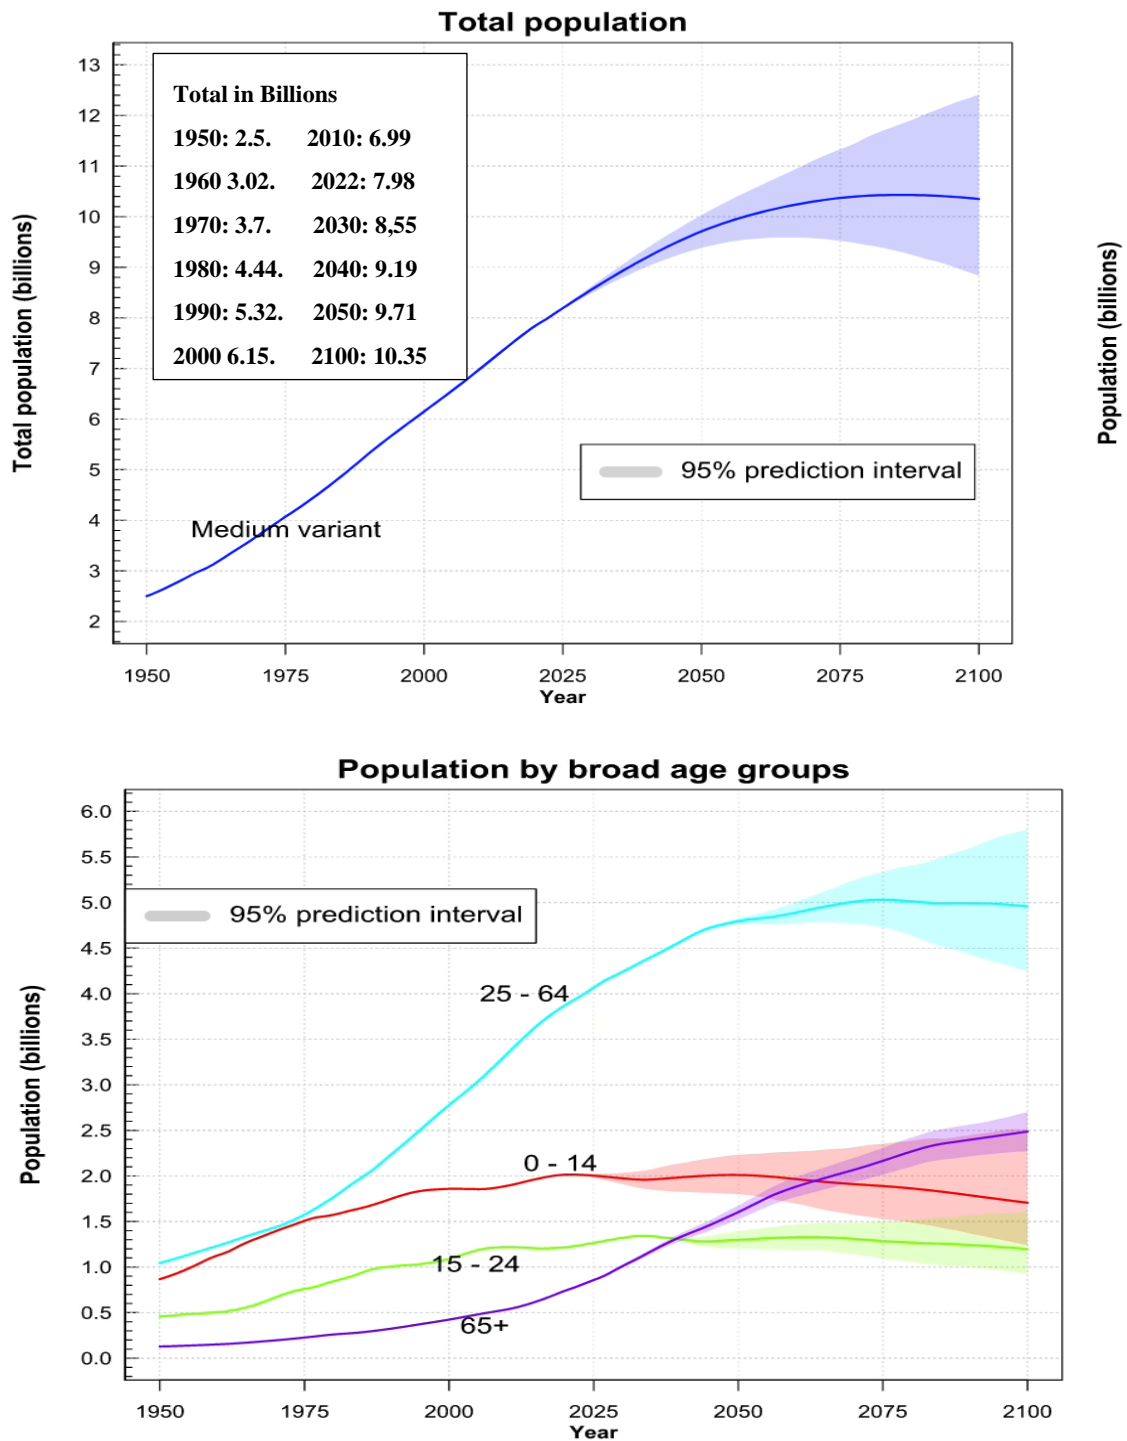 Total population
Total population (billions)
13
12
11
10
9
8
7
6
5
4
3
2
Total in Billions
1950: 2.5. 2010: 6.99
1960 3.02. 2022: 7.98
1970: 3.7. 2030: 8,55
1980: 4.44. 2040: 9.19
1990: 5.32. 2050: 9.71
2000 6.15. 2100: 10.35
95% prediction interval
Medium variant
1950 1975 2000 2025 2050 2075 2100
Year
Population (billions)
Population by broad age groups
Population (billions)
6.0
5.5
5.0
4.5
4.0
3.5
3.0
2.5
2.0
1.5
1.0
0.5
0.0
95% prediction interval
25 - 64
0 - 14
15 - 24
65+
1950 1975 2000 2025 2050 2075 2100
Year